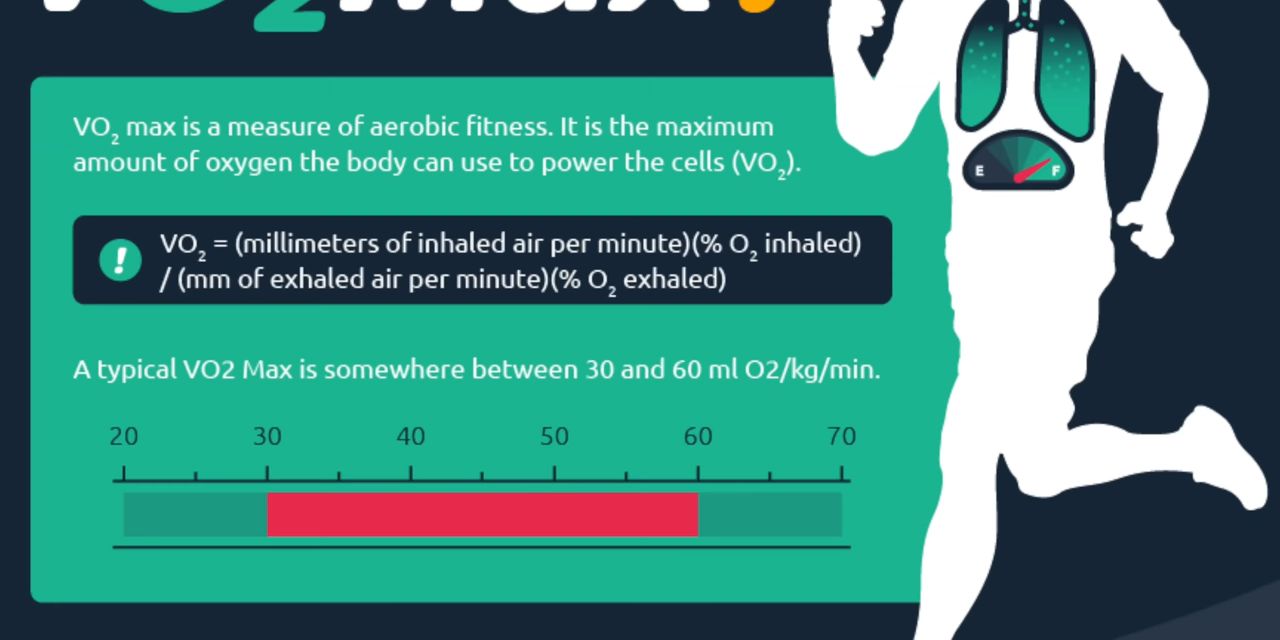 VO2Max?
VO₂ max is a measure of aerobic fitness. It is the maximum
amount of oxygen the body can use to power the cells (VO₂).
! VO₂ = (millimeters of inhaled air per minute)(% O₂ inhaled)
/ (mm of exhaled air per minute)(% O₂ exhaled)
A typical VO2 Max is somewhere between 30 and 60 ml O2/kg/min.
20 30 40 50 60 70
E F